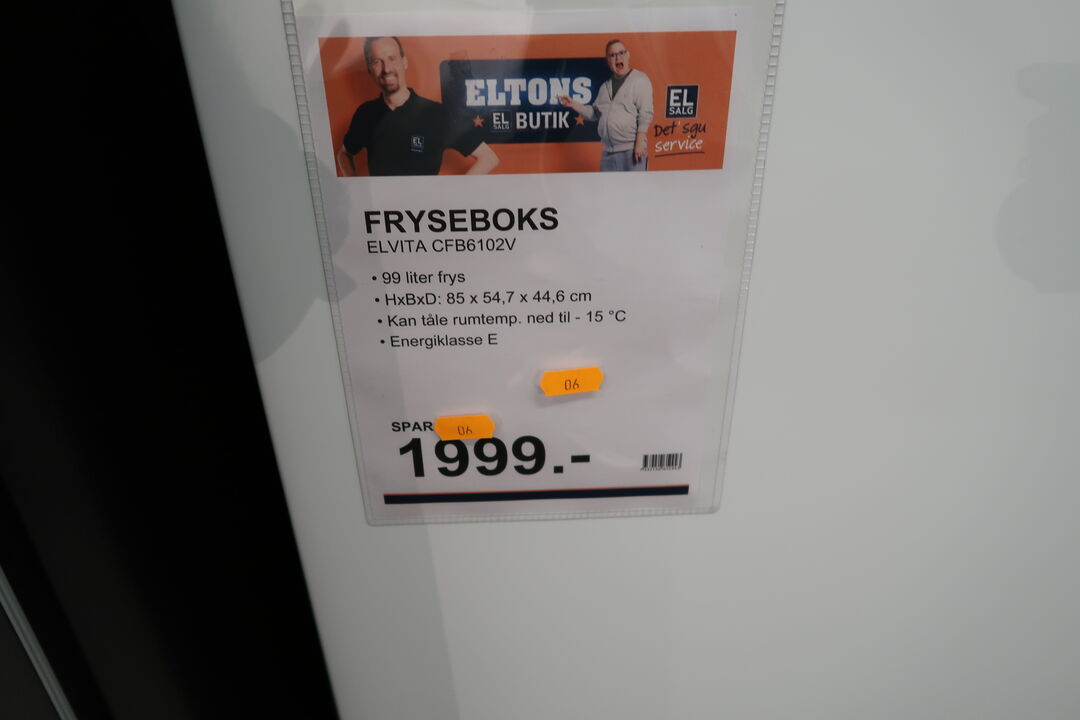 ELTONS
EL SALG BUTIK
EL
SALG
Det sgu
service
EL
FRYSEBOKS
ELVITA CFB6102V
• 99 liter frys
• HxBxD: 85 x 54,7 x 44,6 cm
• Kan tåle rumtemp. ned til - 15 °C
• Energiklasse E
06
SPAR 06
1999.-